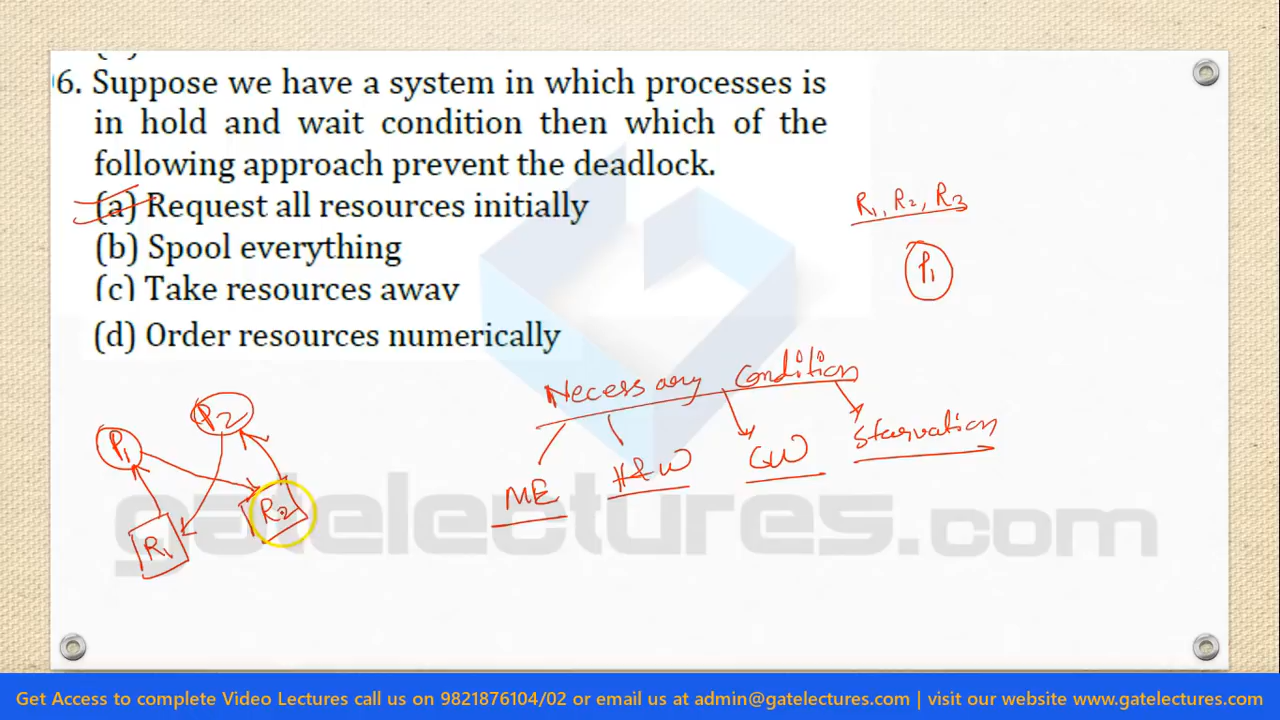 06. Suppose we have a system in which processes is
in hold and wait condition then which of the
following approach prevent the deadlock.
(a) Request all resources initially
(b) Spool everything
(c) Take resources away
(d) Order resources numerically
R1, R2, R3
P1
Necessary Condition
ME
H&W
CW
Starvation
P1
P2
R1
R2
gatelectures.com
Get Access to complete Video Lectures call us on 9821876104/02 or email us at admin@gatelectures.com | visit our website www.gatelectures.com